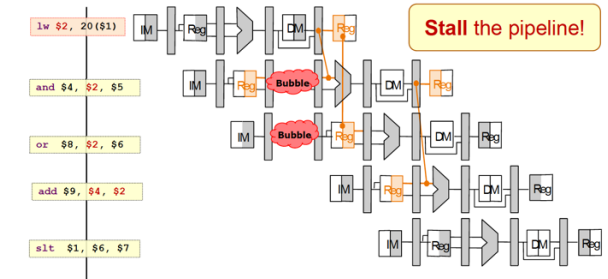 Stall the pipeline!
lw $2, 20($1) IM Reg DM Reg
and $4, $2, $5 IM Reg Bubble DM Reg
or $8, $2, $6 IM Bubble Reg DM Reg
add $9, $4, $2 IM Reg DM Reg
slt $1, $6, $7 IM Reg DM Reg